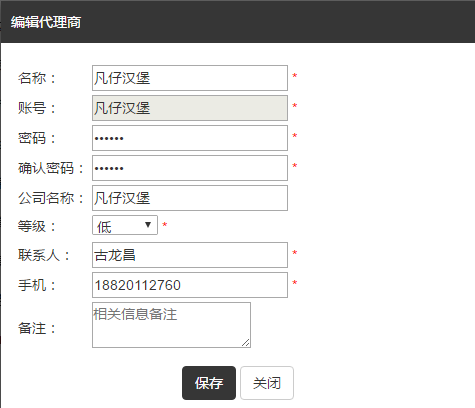 编辑代理商
名称： 凡仔汉堡 *
账号： 凡仔汉堡 *
密码： •••••• *
确认密码： •••••• *
公司名称： 凡仔汉堡
等级： 低 *
联系人： 古龙昌 *
手机： 18820112760 *
备注： 相关信息备注
保存 关闭